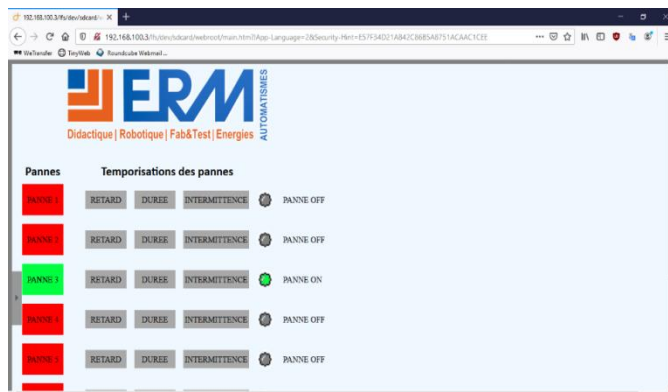 192.168.100.3/!fs/dev/sdcard/
192.168.100.3/!fs/dev/sdcard/webroot/main.html?App-Language=2&Security-Hint=
WeTransfer TinyWeb Roundcube Webmail...
ERM
AUTOMATISMES
Didactique | Robotique | Fab&Test | Energies
Pannes Temporisations des pannes
PANNE 1 RETARD DUREE INTERMITTENCE PANNE OFF
PANNE 2 RETARD DUREE INTERMITTENCE PANNE OFF
PANNE 3 RETARD DUREE INTERMITTENCE PANNE ON
PANNE 4 RETARD DUREE INTERMITTENCE PANNE OFF
PANNE 5 RETARD DUREE INTERMITTENCE PANNE OFF